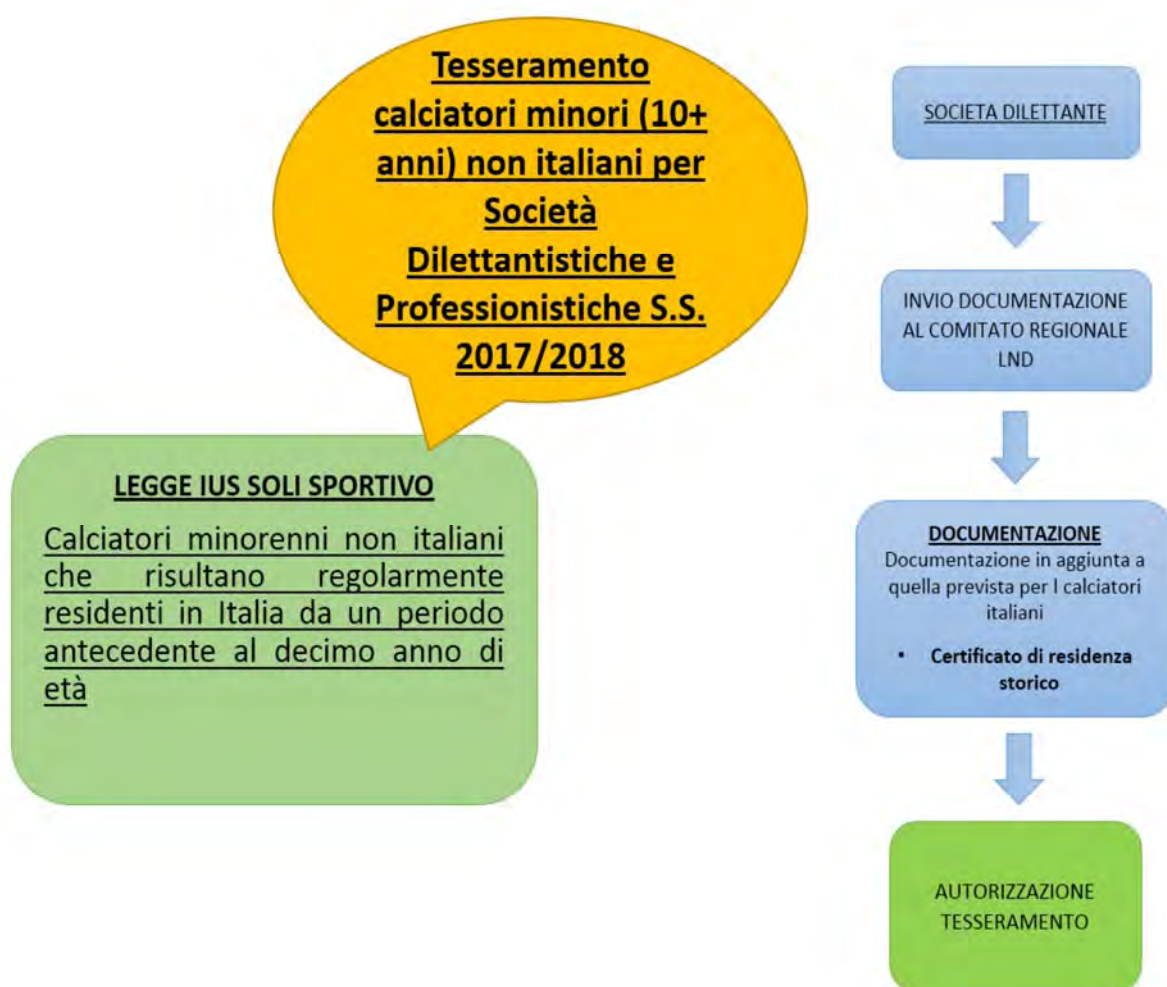 Tesseramento
calciatori minori (10+
anni) non italiani per
Società
Dilettantistiche e
Professionistiche S.S.
2017/2018
LEGGE IUS SOLI SPORTIVO
Calciatori minorenni non italiani
che risultano regolarmente
residenti in Italia da un periodo
antecedente al decimo anno di
età
SOCIETA DILETTANTE
INVIO DOCUMENTAZIONE
AL COMITATO REGIONALE
LND
DOCUMENTAZIONE
Documentazione in aggiunta a
quella prevista per I calciatori
italiani
• Certificato di residenza
storico
AUTORIZZAZIONE
TESSERAMENTO